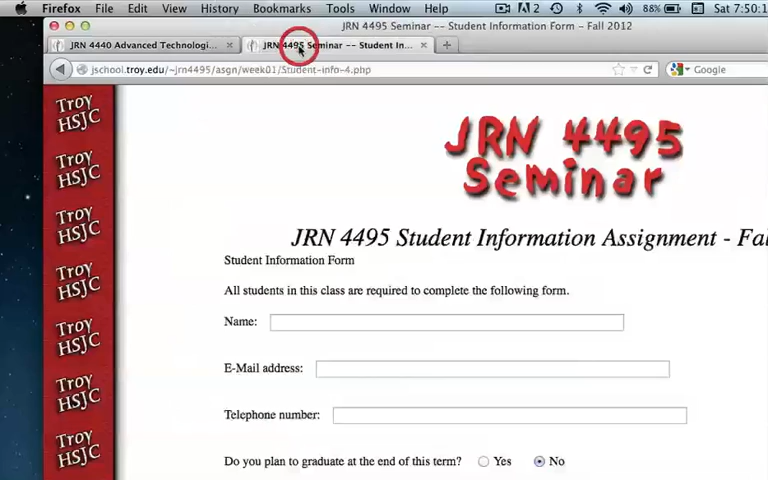 Firefox File Edit View History Bookmarks Tools Window Help 2 88% Sat 7:50:1
JRN 4495 Seminar -- Student Information Form - Fall 2012
JRN 4440 Advanced Technologi... JRN 4495 Seminar -- Student In...
jschool.troy.edu/~jrn4495/asgn/week01/Student-info-4.php Google
Troy
HSJC
Troy
HSJC
Troy
HSJC
Troy
HSJC
Troy
HSJC
Troy
HSJC
Troy
HSJC
JRN 4495
Seminar
JRN 4495 Student Information Assignment - Fal
Student Information Form
All students in this class are required to complete the following form.
Name:
E-Mail address:
Telephone number:
Do you plan to graduate at the end of this term? Yes No